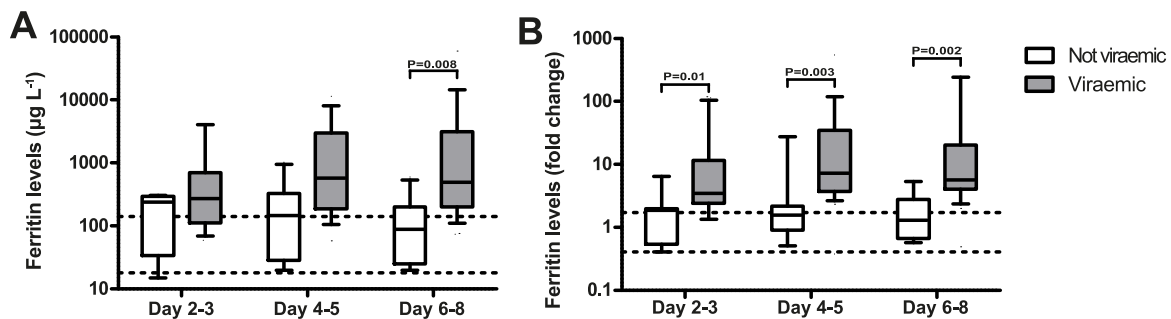 A
Ferritin levels (µg L⁻¹)
100000
10000
1000
100
10
P=0.008
Day 2-3
Day 4-5
Day 6-8
B
Ferritin levels (fold change)
1000
100
10
1
0.1
P=0.01
P=0.003
P=0.002
Day 2-3
Day 4-5
Day 6-8
Not viraemic
Viraemic